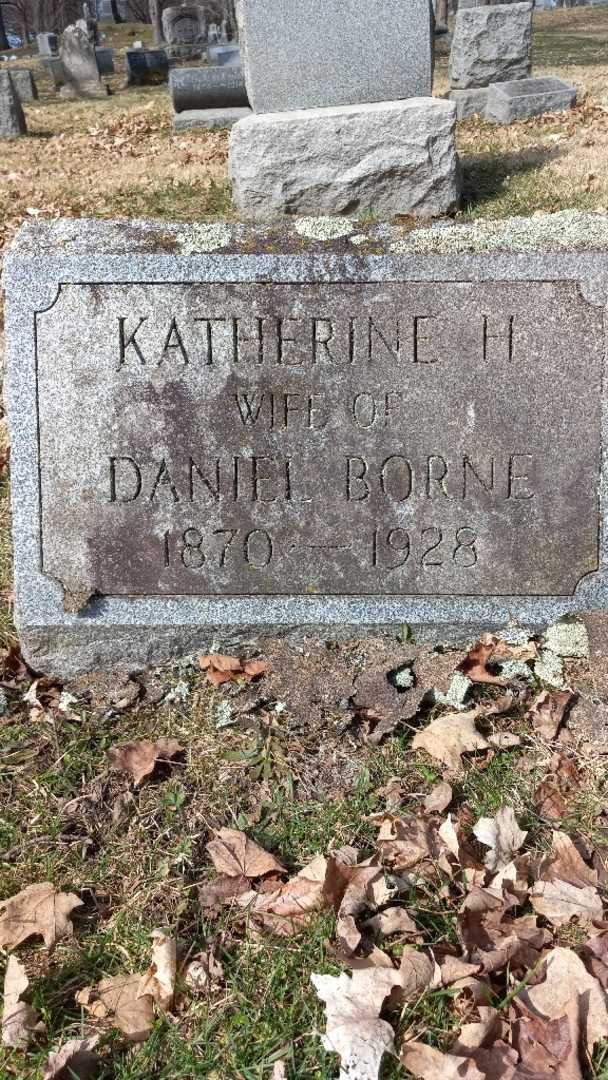 KATHERINE H
WIFE OF
DANIEL BORNE
1870 — 1928